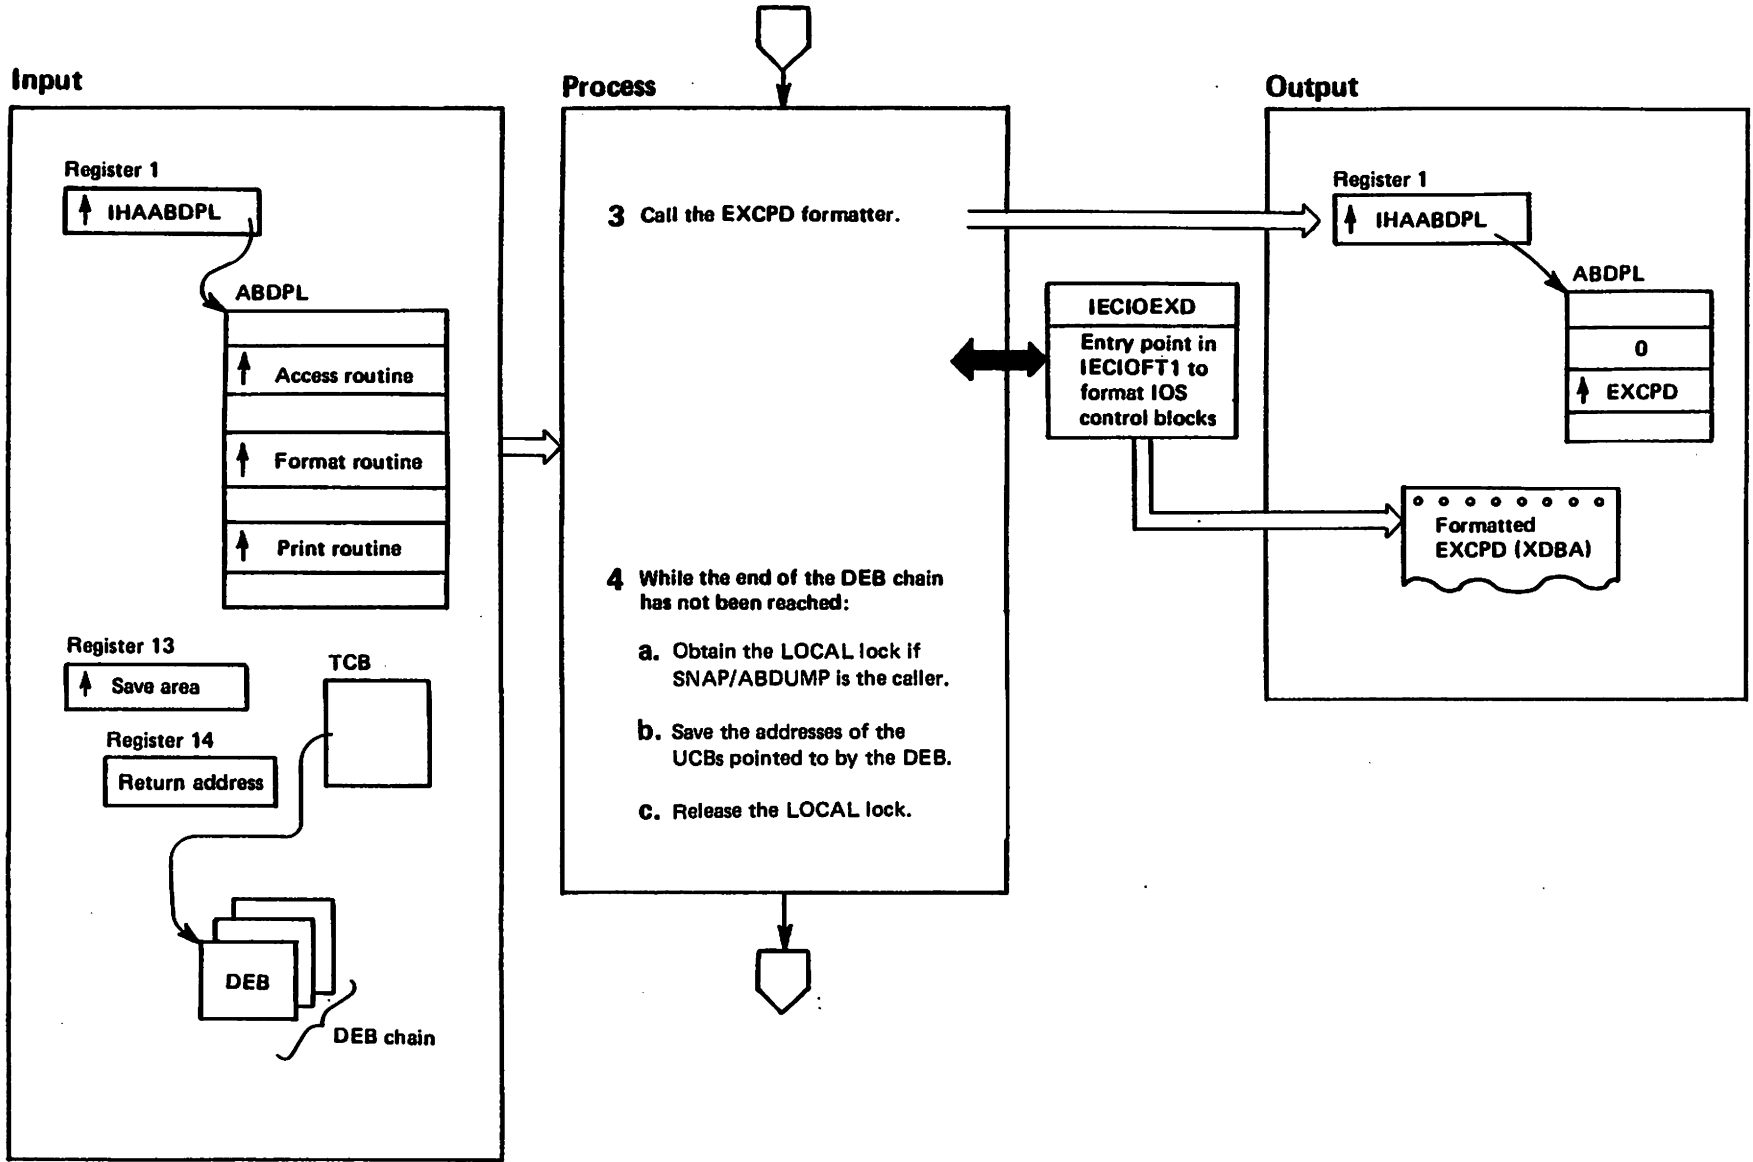 Input
Register 1
IHAABDPL
ABDPL
Access routine
Format routine
Print routine
Register 13
Save area
TCB
Register 14
Return address
DEB
DEB chain
Process
3 Call the EXCPD formatter.
IECIOEXD
Entry point in
IECIOFT1 to
format IOS
control blocks
4 While the end of the DEB chain
has not been reached:
a. Obtain the LOCAL lock if
SNAP/ABDUMP is the caller.
b. Save the addresses of the
UCBs pointed to by the DEB.
c. Release the LOCAL lock.
Output
Register 1
IHAABDPL
ABDPL
0
EXCPD
Formatted
EXCPD (XDBA)